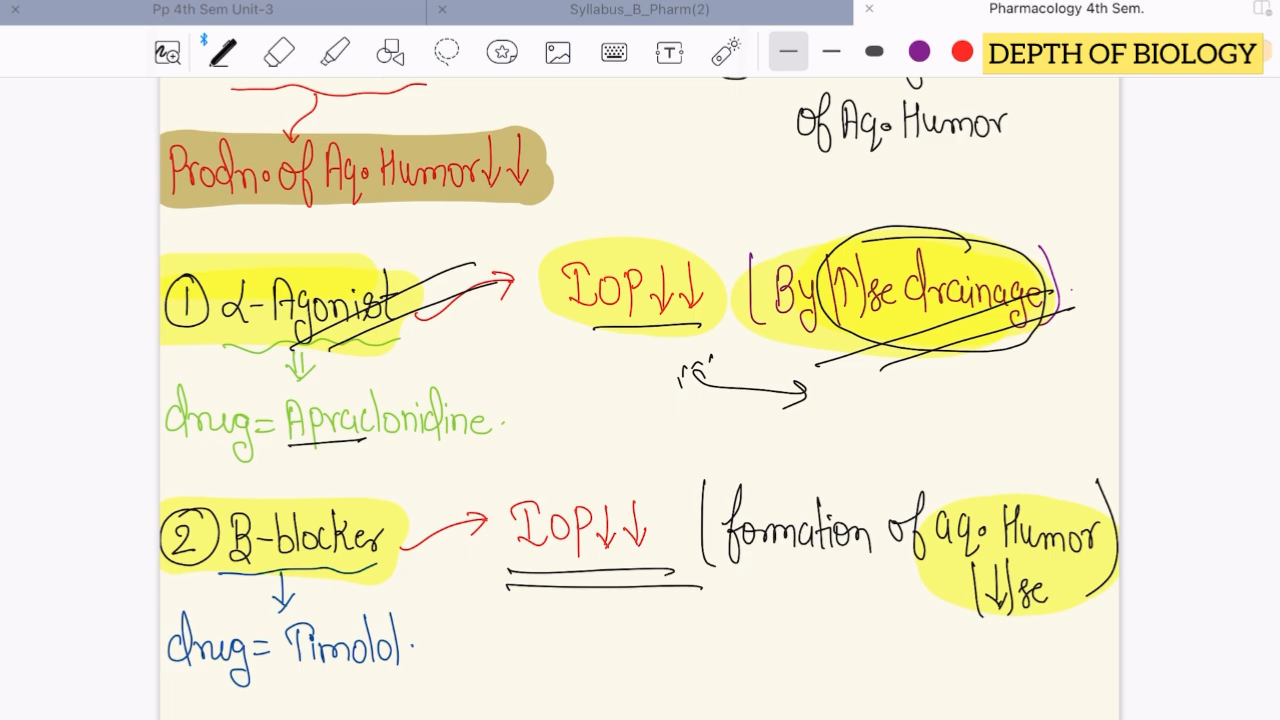 Pp 4th Sem Unit-3
Syllabus_B_Pharm(2)
Pharmacology 4th Sem.
DEPTH OF BIOLOGY
of Aq. Humor
Prodn. of Aq. Humor↓↓
① α-Agonist → IOP↓↓ (By (↑)se drainage)
drug = Apraclonidine.
② B-blocker → IOP↓↓ (formation of aq. Humor
(↓)se)
drug = Timolol.